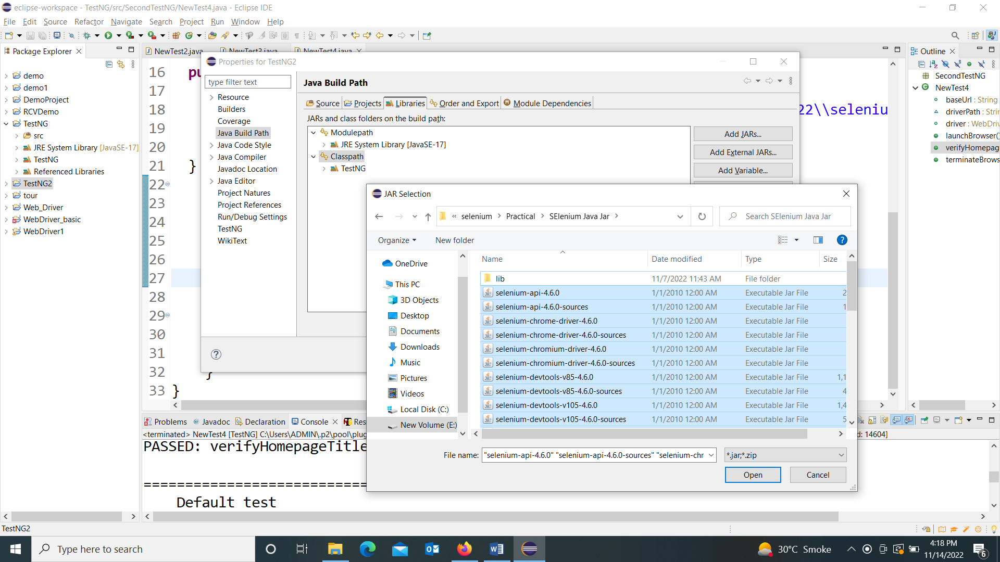 eclipse-workspace - TestNG/src/SecondTestNG/NewTest4.java - Eclipse IDE
File Edit Source Refactor Navigate Search Project Run Window Help
Package Explorer
NewTest2.java
NewTest3.java
NewTest4.java
Outline
demo
demo1
DemoProject
RCVDemo
TestNG
src
JRE System Library [JavaSE-17]
TestNG
Referenced Libraries
TestNG2
tour
Web_Driver
WebDriver_basic
WebDriver1
16 pu
17
18 22\\seleniu
19
20
21 }
22
23
24
25
26
27
28
29
30
31
32 }
33 }
SecondTestNG
NewTest4
baseUrl : String
driverPath : Strin
driver : WebDriv
launchBrowser()
verifyHomepag
terminateBrows
Properties for TestNG2
type filter text
Resource
Builders
Coverage
Java Build Path
Java Code Style
Java Compiler
Javadoc Location
Java Editor
Project Natures
Project References
Run/Debug Settings
TestNG
WikiText
Java Build Path
Source Projects Libraries Order and Export Module Dependencies
JARs and class folders on the build path:
Modulepath
JRE System Library [JavaSE-17]
Classpath
TestNG
Add JARs...
Add External JARs...
Add Variable...
JAR Selection
« selenium > Practical > SElenium Java Jar >
Search SElenium Java Jar
Organize New folder
OneDrive
This PC
3D Objects
Desktop
Documents
Downloads
Music
Pictures
Videos
Local Disk (C:)
New Volume (E:)
Name Date modified Type Size
lib 11/7/2022 11:43 AM File folder
selenium-api-4.6.0 1/1/2010 12:00 AM Executable Jar File 2
selenium-api-4.6.0-sources 1/1/2010 12:00 AM Executable Jar File 1
selenium-chrome-driver-4.6.0 1/1/2010 12:00 AM Executable Jar File
selenium-chrome-driver-4.6.0-sources 1/1/2010 12:00 AM Executable Jar File
selenium-chromium-driver-4.6.0 1/1/2010 12:00 AM Executable Jar File
selenium-chromium-driver-4.6.0-sources 1/1/2010 12:00 AM Executable Jar File
selenium-devtools-v85-4.6.0 1/1/2010 12:00 AM Executable Jar File 1,1
selenium-devtools-v85-4.6.0-sources 1/1/2010 12:00 AM Executable Jar File 4
selenium-devtools-v105-4.6.0 1/1/2010 12:00 AM Executable Jar File 1,4
selenium-devtools-v105-4.6.0-sources 1/1/2010 12:00 AM Executable Jar File 5
File name: "selenium-api-4.6.0" "selenium-api-4.6.0-sources" "selenium-chr
*.jar;*.zip
Open Cancel
Problems Javadoc Declaration Console Res
<terminated> NewTest4 [TestNG] C:\Users\ADMIN\.p2\pool\plug d: 14604]
PASSED: verifyHomepageTitle
===========================
Default test
TestNG2
Type here to search
30°C Smoke
4:18 PM
11/14/2022
6